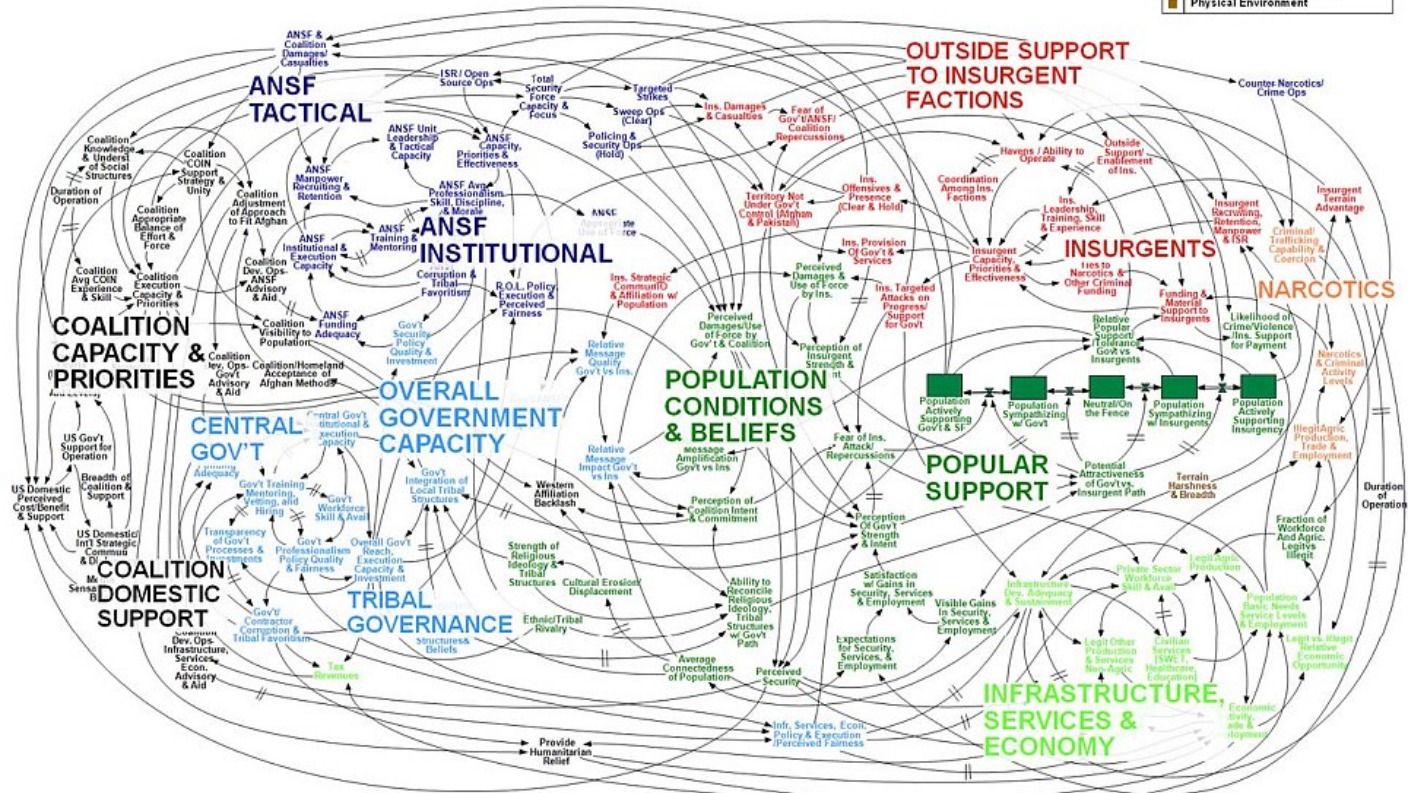 Physical Environment
ANSF &
Coalition
Damages/
Casualties
ANSF
TACTICAL
ISR / Open
Source Ops
Total
Security
Force
Capacity &
Focus
Targeted
Strikes
Sweep Ops
(Clear)
Policing &
Security Ops
(Hold)
Ins. Damages
& Casualties
Fear of
Gov't/ANSF/
Coalition
Repercussions
OUTSIDE SUPPORT
TO INSURGENT
FACTIONS
Counter Narcotics/
Crime Ops
Coalition
Knowledge
& Underst
of Social
Structures
Duration of
Operation
Coalition
COIN
Support
Strategy &
Unity
Coalition
Appropriate
Balance of
Effort &
Force
Coalition
Adjustment
of Approach
to Fit Afghan
ANSF Unit
Leadership
& Tactical
Capacity
ANSF
Capacity,
Priorities &
Effectiveness
ANSF
Manpower
Recruiting &
Retention
ANSF Avg
Professionalism
Skill, Discipline,
& Morale
ANSF
INSTITUTIONAL
ANSF
Training &
Mentoring
ANSF
Institutional &
Execution
Capacity
ANSF
Territory Not
Under Gov't
Control (Afghan
& Pakistan)
Ins.
Offensives &
Presence
(Clear & Hold)
Havens / Ability to
Operate
Outside
Support/
Enablement
of Ins.
Coordination
Among Ins.
Factions
Ins.
Leadership,
Training, Skill
& Experience
Insurgent
Recruiting,
Retention,
Manpower
& ISR
Insurgent
Terrain
Advantage
Criminal/
Trafficking
Capability &
Coercion
INSURGENTS
Insurgent
Capacity,
Priorities &
Effectiveness
Ties to
Narcotics &
Other Criminal
Funding
Funding &
Material
Support to
Insurgents
NARCOTICS
Coalition
Avg COIN
Experience
& Skill
Coalition
Execution
Capacity &
Priorities
Coalition
Dev. Ops-
ANSF
Advisory
& Aid
Corruption &
Tribal
Favoritism
R.O.L. Policy,
Execution &
Perceived
Fairness
Ins. Strategic
Commun/IO
& Affiliation w/
Population
Ins. Provision
Of Gov't &
Services
Perceived
Damages &
Use of Force
by Ins.
Ins. Targeted
Attacks on
Progress/
Support
for Gov't
COALITION
CAPACITY &
PRIORITIES
Coalition
Visibility to
Population
ANSF
Funding
Adequacy
Gov't
Security
Policy
Quality &
Investment
Relative
Message
Quality
Gov't vs Ins.
Perceived
Damages/Use
of Force by
Gov't & Coalition
Perception of
Insurgent
Strength &
Relative
Popular
Support/
Tolerance
Gov't vs
Insurgents
Likelihood of
Crime/Violence
/Ins. Support
for Payment
Narcotics
& Criminal
Activity
Levels
Coalition
Dev. Ops-
Gov't
Advisory
& Aid
Coalition/Homeland
Acceptance of
Afghan Methods
OVERALL
GOVERNMENT
CAPACITY
POPULATION
CONDITIONS
& BELIEFS
Population
Actively
Supporting
Gov't & SF
Population
Sympathizing
w/ Gov't
Neutral/On
the Fence
Population
Sympathizing
w/ Insurgents
Population
Actively
Supporting
Insurgency
CENTRAL
GOV'T
Central Gov't
Institutional &
Execution
Capacity
Adequacy
US Gov't
Support for
Operation
Breadth of
Coalition &
Support
US Domestic
Perceived
Cost/Benefit
& Support
Gov't Training
Mentoring,
Vetting, and
Hiring
Gov't
Workforce
Skill & Avail
Gov't
Integration of
Local Tribal
Structures
Relative
Message
Impact Gov't
vs Ins
Western
Affiliation
Backlash
Message
Amplification
Gov't vs Ins
Fear of Ins.
Attack/
Repercussions
POPULAR
SUPPORT
Potential
Attractiveness
of Gov't vs.
Insurgent Path
Terrain
Harshness
& Breadth
Illegit Agric
Production,
Trade &
Employment
Duration
of
Operation
Perception of
Coalition Intent
& Commitment
Perception
Of Gov't
Strength
& Intent
Fraction of
Workforce
And Agric.
Legit vs
Illegit
US Domestic/
Int'l Strategic
Commun
COALITION
DOMESTIC
SUPPORT
Transparency
of Gov't
Processes &
Investments
Gov't
Professionalism
Policy Quality
& Fairness
Overall Gov't
Reach,
Execution
Capacity &
Investment
TRIBAL
GOVERNANCE
Structures &
Beliefs
Gov't/
Contractor
Corruption &
Tribal Favoritism
Strength of
Religious
Ideology &
Tribal
Structures
Cultural Erosion/
Displacement
Ethnic/Tribal
Rivalry
Ability to
Reconcile
Religious
Ideology,
Tribal
Structures
w/ Gov't
Path
Satisfaction
w/ Gains in
Security, Services
& Employment
Visible Gains
In Security,
Services &
Employment
Expectations
for Security,
Services, &
Employment
Infrastructure
Dev. Adequacy
& Sustainment
Private Sector
Workforce
Skill & Avail
Legit Agric
Production
Population
Basic Needs
Service Levels
& Employment
Legit Other
Production
& Services
Non-Agric
Civilian
Services
(SWET,
Healthcare,
Education)
Legit vs Illegit
Relative
Economic
Opportunity
Coalition
Dev. Ops-
Infrastructure,
Services,
Econ.
Advisory
& Aid
Tax
Revenues
Average
Connectedness
of Population
Perceived
Security
INFRASTRUCTURE,
SERVICES &
ECONOMY
Economic
Provide
Humanitarian
Relief
Infr. Services, Econ.
Policy & Execution
/Perceived Fairness